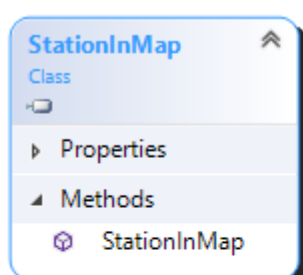 StationInMap
Class
Properties
Methods
StationInMap